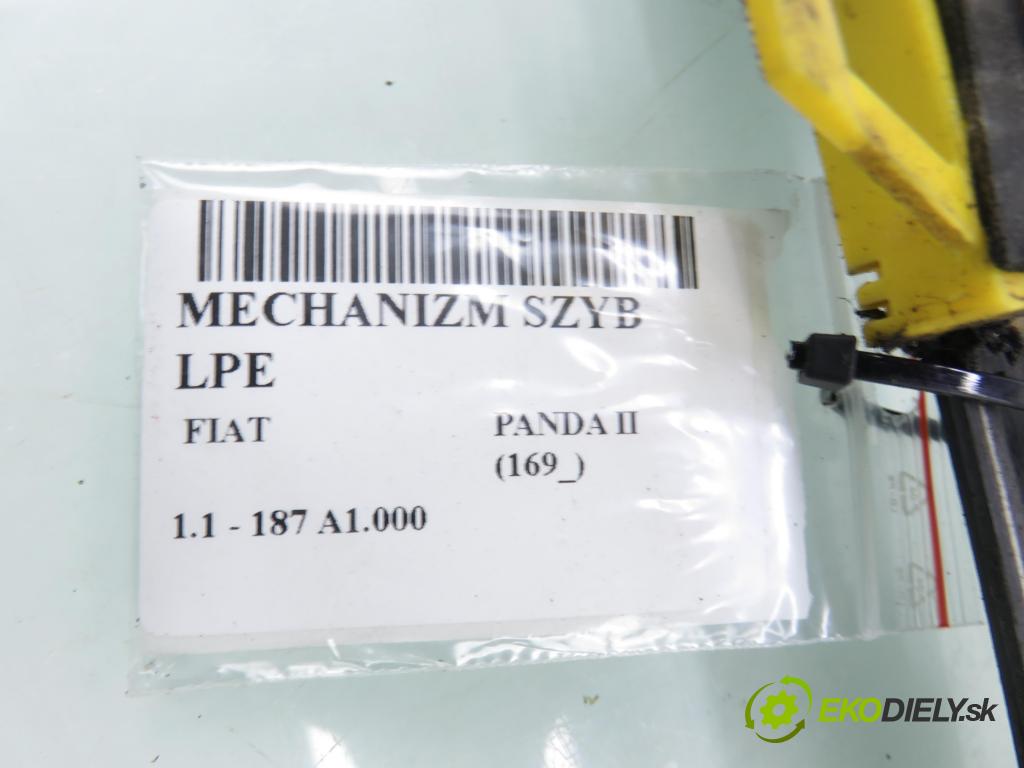 MECHANIZM SZYB
LPE
FIAT
PANDA II
(169_)
1.1 - 187 A1.000
EKODIELY.sk